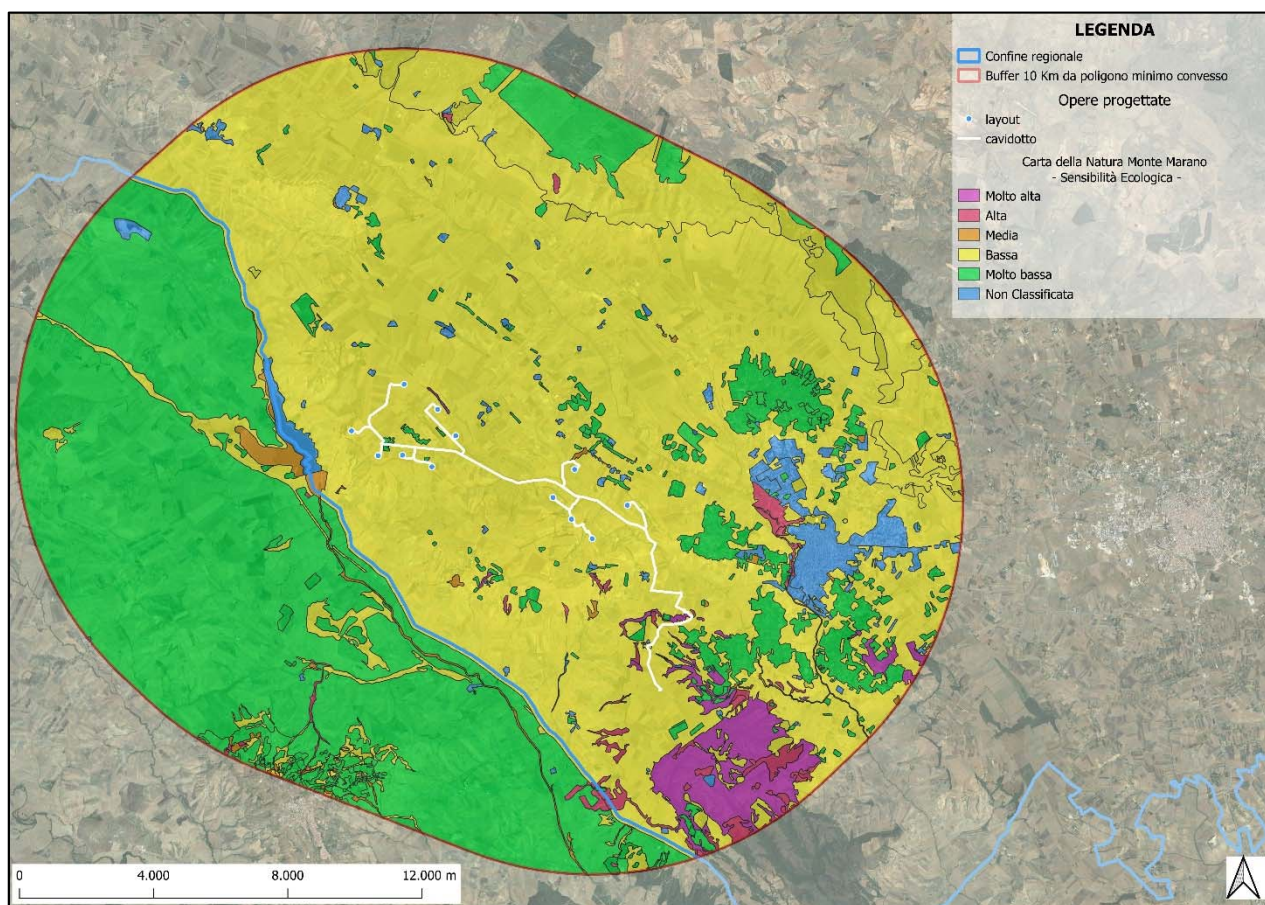 LEGENDA
Confine regionale
Buffer 10 Km da poligono minimo convesso
Opere progettate
layout
cavidotto
Carta della Natura Monte Marano
- Sensibilità Ecologica -
Molto alta
Alta
Media
Bassa
Molto bassa
Non Classificata
0 4.000 8.000 12.000 m